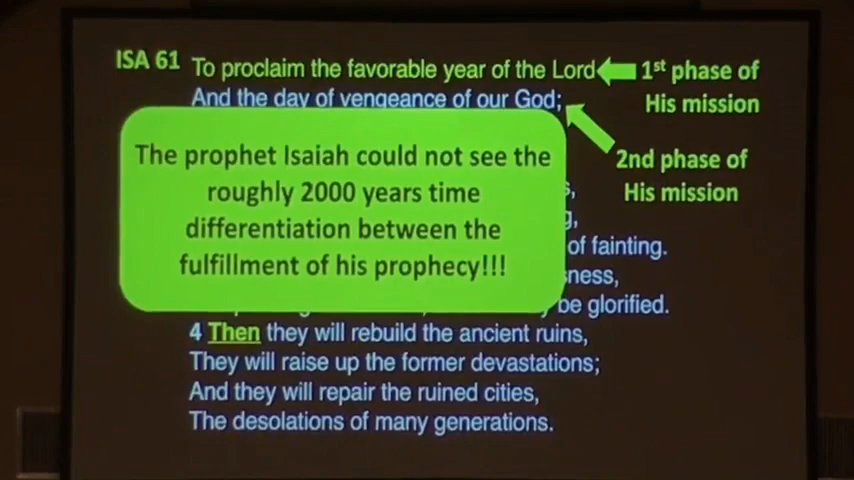 ISA 61 To proclaim the favorable year of the Lord
And the day of vengeance of our God;
1st phase of
His mission
2nd phase of
His mission
The prophet Isaiah could not see the
roughly 2000 years time
differentiation between the
fulfillment of his prophecy!!!
of fainting.
be glorified.
4 Then they will rebuild the ancient ruins,
They will raise up the former devastations;
And they will repair the ruined cities,
The desolations of many generations.